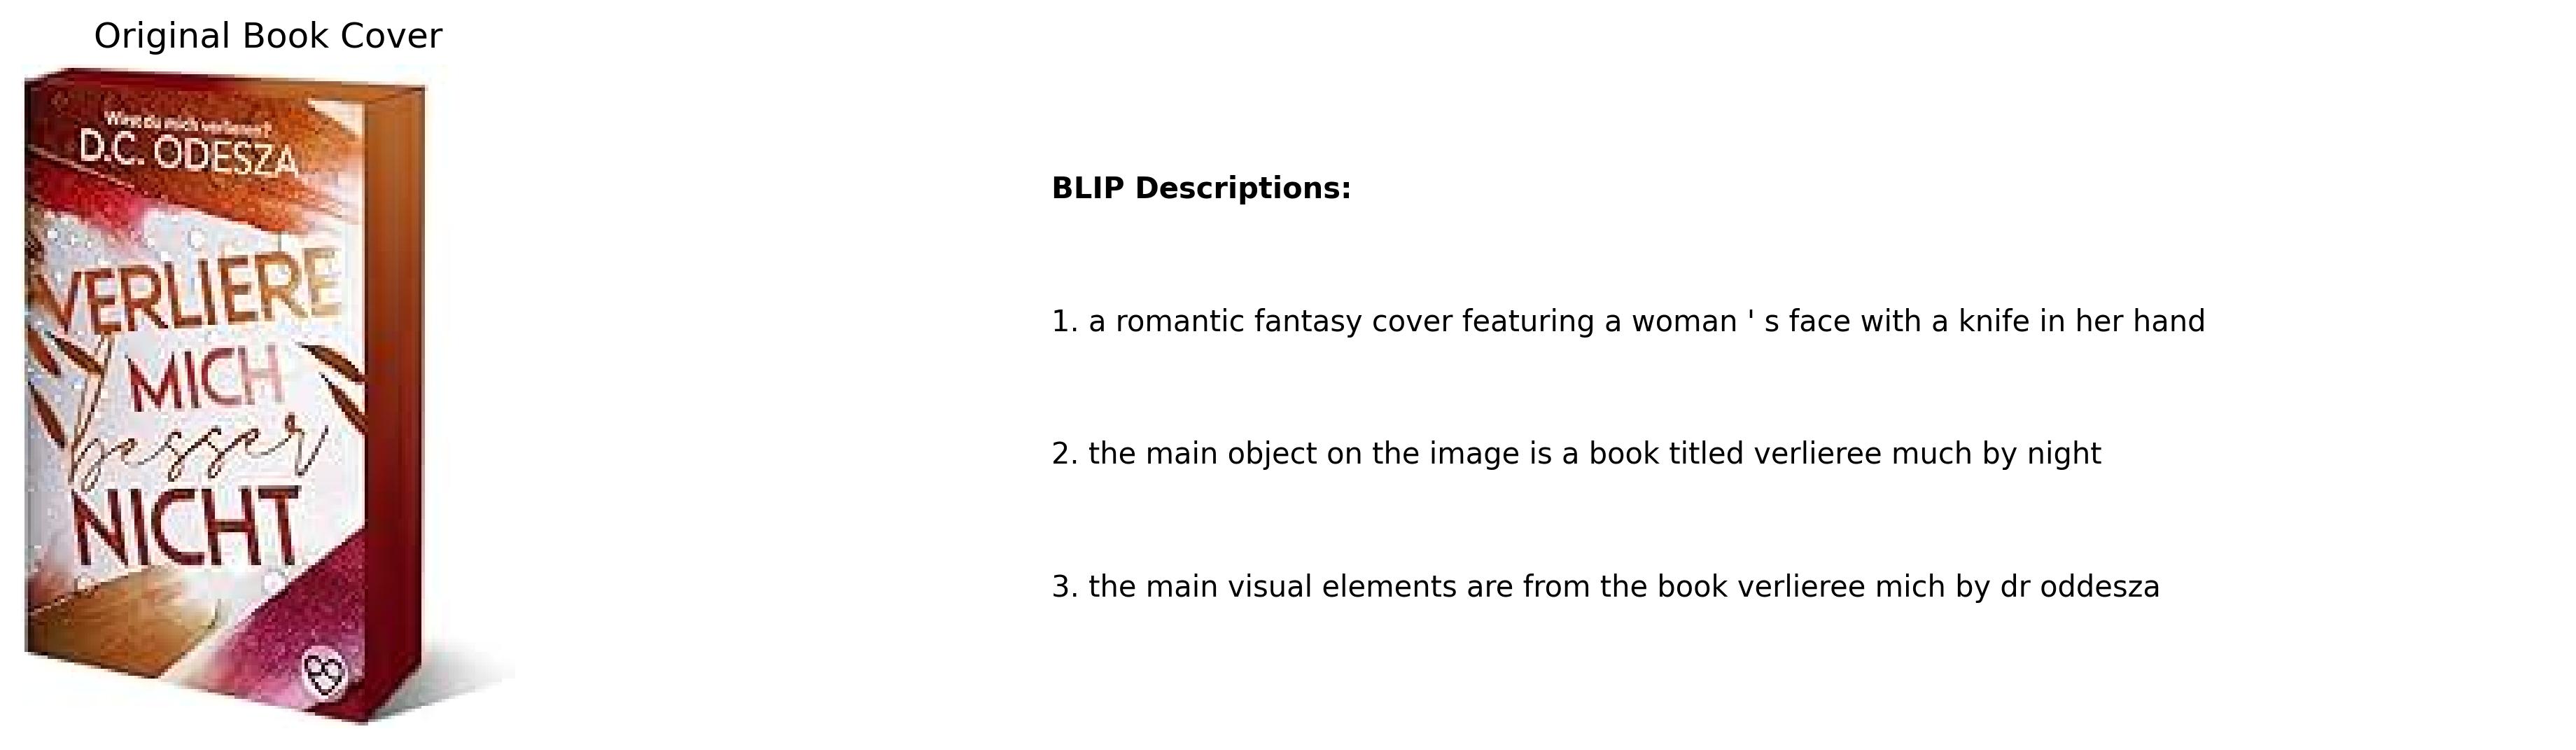 Original Book Cover
Wirst du mich verlieren?
D.C. ODESZA
VERLIERE
MICH
besser
NICHT
BLIP Descriptions:
1. a romantic fantasy cover featuring a woman ' s face with a knife in her hand
2. the main object on the image is a book titled verlieree much by night
3. the main visual elements are from the book verlieree mich by dr oddesza